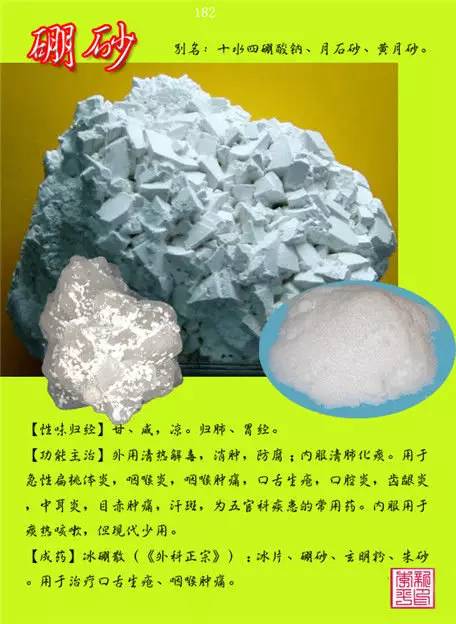 182
硼砂
别名：十水四硼酸钠、月石砂、黄月砂。
【性味归经】甘、咸，凉。归肺、胃经。
【功能主治】外用清热解毒，消肿，防腐；内服清肺化痰。用于
急性扁桃体炎，咽喉炎，咽喉肿痛，口舌生疮，口腔炎，齿龈炎
，中耳炎，目赤肿痛，汗斑，为五官科疾患的常用药。内服用于
痰热咳嗽，但现代少用。
【成药】冰硼散（《外科正宗》）：冰片、硼砂、玄明粉、朱砂
。用于治疗口舌生疮、咽喉肿痛。